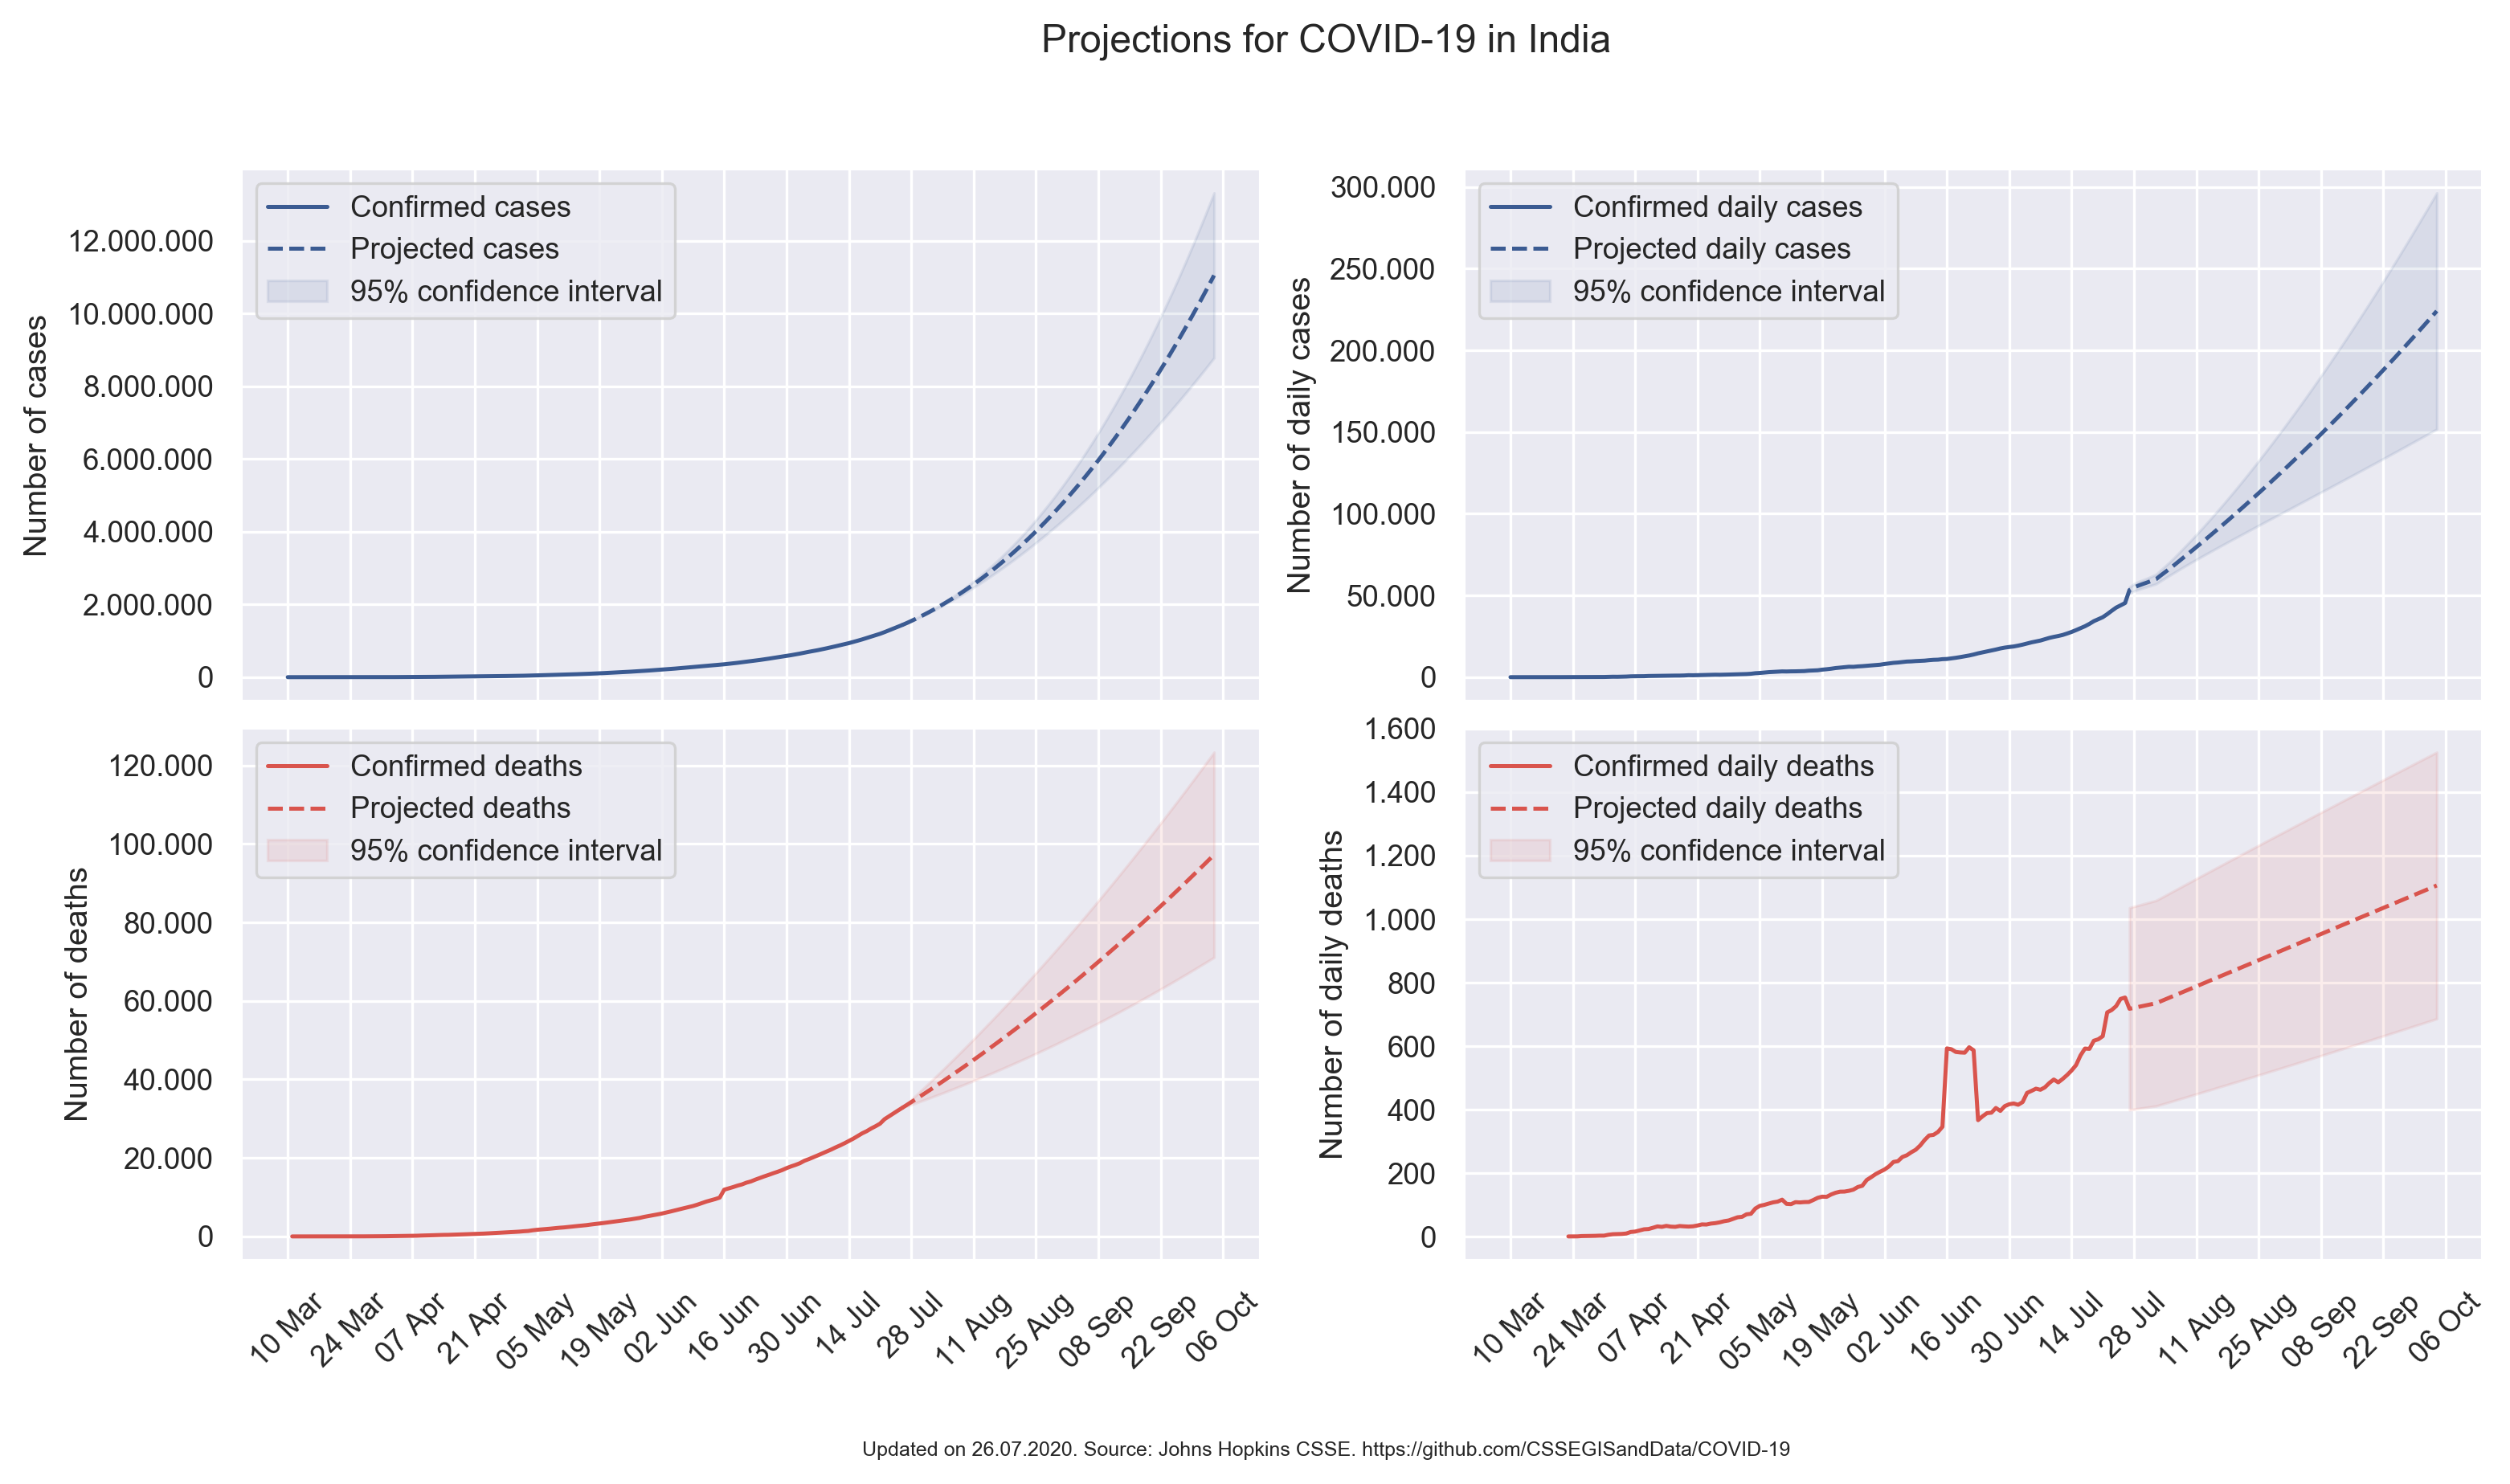 Projections for COVID-19 in India
Number of cases
12.000.000
10.000.000
8.000.000
6.000.000
4.000.000
2.000.000
0
Confirmed cases
Projected cases
95% confidence interval
Number of daily cases
300.000
250.000
200.000
150.000
100.000
50.000
0
Confirmed daily cases
Projected daily cases
95% confidence interval
Number of deaths
120.000
100.000
80.000
60.000
40.000
20.000
0
Confirmed deaths
Projected deaths
95% confidence interval
10 Mar
24 Mar
07 Apr
21 Apr
05 May
19 May
02 Jun
16 Jun
30 Jun
14 Jul
28 Jul
11 Aug
25 Aug
08 Sep
22 Sep
06 Oct
Number of daily deaths
1.600
1.400
1.200
1.000
800
600
400
200
0
Confirmed daily deaths
Projected daily deaths
95% confidence interval
10 Mar
24 Mar
07 Apr
21 Apr
05 May
19 May
02 Jun
16 Jun
30 Jun
14 Jul
28 Jul
11 Aug
25 Aug
08 Sep
22 Sep
06 Oct
Updated on 26.07.2020. Source: Johns Hopkins CSSE. https://github.com/CSSEGISandData/COVID-19